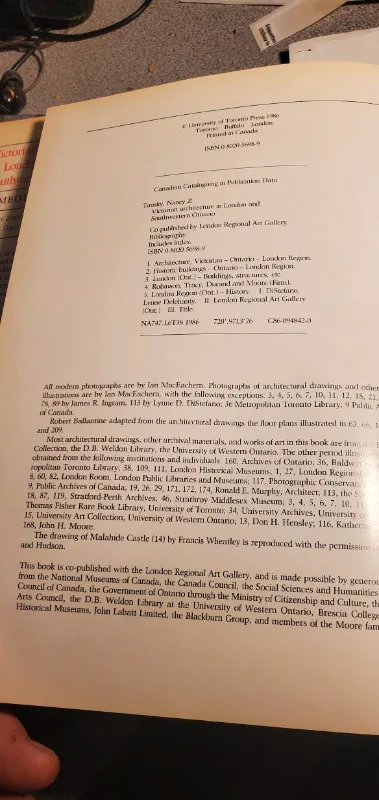 © University of Toronto Press 1986
Toronto Buffalo London
Printed in Canada
ISBN 0-8020-5698-9
Canadian Cataloguing in Publication Data
Tausky, Nancy Z.
Victorian architecture in London and
Southwestern Ontario
Co-published by London Regional Art Gallery.
Bibliography:
Includes index.
ISBN 0-8020-5698-9
1. Architecture, Victorian – Ontario – London Region.
2. Historic buildings – Ontario – London Region.
3. London (Ont.) – Buildings, structures, etc.
4. Robinson, Tracy, Durand and Moore (Firm).
5. London Region (Ont.) – History. I. DiStefano,
Lynne Delehanty. II. London Regional Art Gallery
(Ont.) III. Title.
NA747.L6T38 1986 720'.9713'26 C86-094842-0
All modern photographs are by Ian MacEachern. Photographs of architectural drawings and other
illustrations are by Ian MacEachern, with the following exceptions: 3, 4, 5, 6, 7, 10, 11, 12, 18, 21,
78, 89 by James R. Ingram; 113 by Lynne D. DiStefano; 36 Metropolitan Toronto Library; 9 Public
of Canada.
Robert Ballantine adapted from the architectural drawings the floor plans illustrated in 63, 66,
and 209.
Most architectural drawings, other archival materials, and works of art in this book are from the
Collection, the D.B. Weldon Library, the University of Western Ontario. The other period
obtained from the following institutions and individuals: 160, Archives of Ontario; 36, Baldwin
ropolitan Toronto Library; 38, 109, 111, London Historical Museums; 1, 27, London Regional
8, 60, 82, London Room, London Public Libraries and Museums; 117, Photographic Conservation
9, Public Archives of Canada; 19, 26, 29, 171, 172, 174, Ronald E. Murphy, Architect; 113, the
18, 87, 119, Stratford-Perth Archives; 46, Strathroy Middlesex Museum; 3, 4, 5, 6, 7, 10,
Thomas Fisher Rare Book Library, University of Toronto; 34, University Archives, University
15, University Art Collection, University of Western Ontario; 13, Don H. Hensley; 116,
168, John H. Moore.
The drawing of Malahide Castle (14) by Francis Wheatley is reproduced with the permission
and Hudson.
This book is co-published with the London Regional Art Gallery, and is made possible by
from the National Museums of Canada, the Canada Council, the Social Sciences and Humanities
Council of Canada, the Government of Ontario through the Ministry of Citizenship and Culture,
Arts Council, the D.B. Weldon Library at the University of Western Ontario, Brescia College
Historical Museums, John Labatt Limited, the Blackburn Group, and members of the Moore